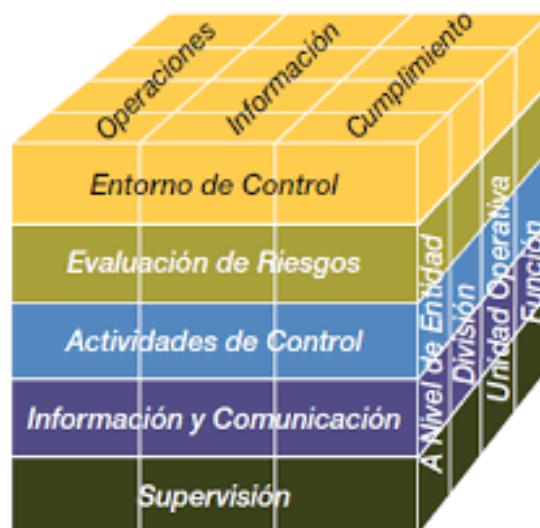 Operaciones
Información
Cumplimiento
Entorno de Control
Evaluación de Riesgos
Actividades de Control
Información y Comunicación
Supervisión
A Nivel de Entidad
División
Unidad Operativa
Función